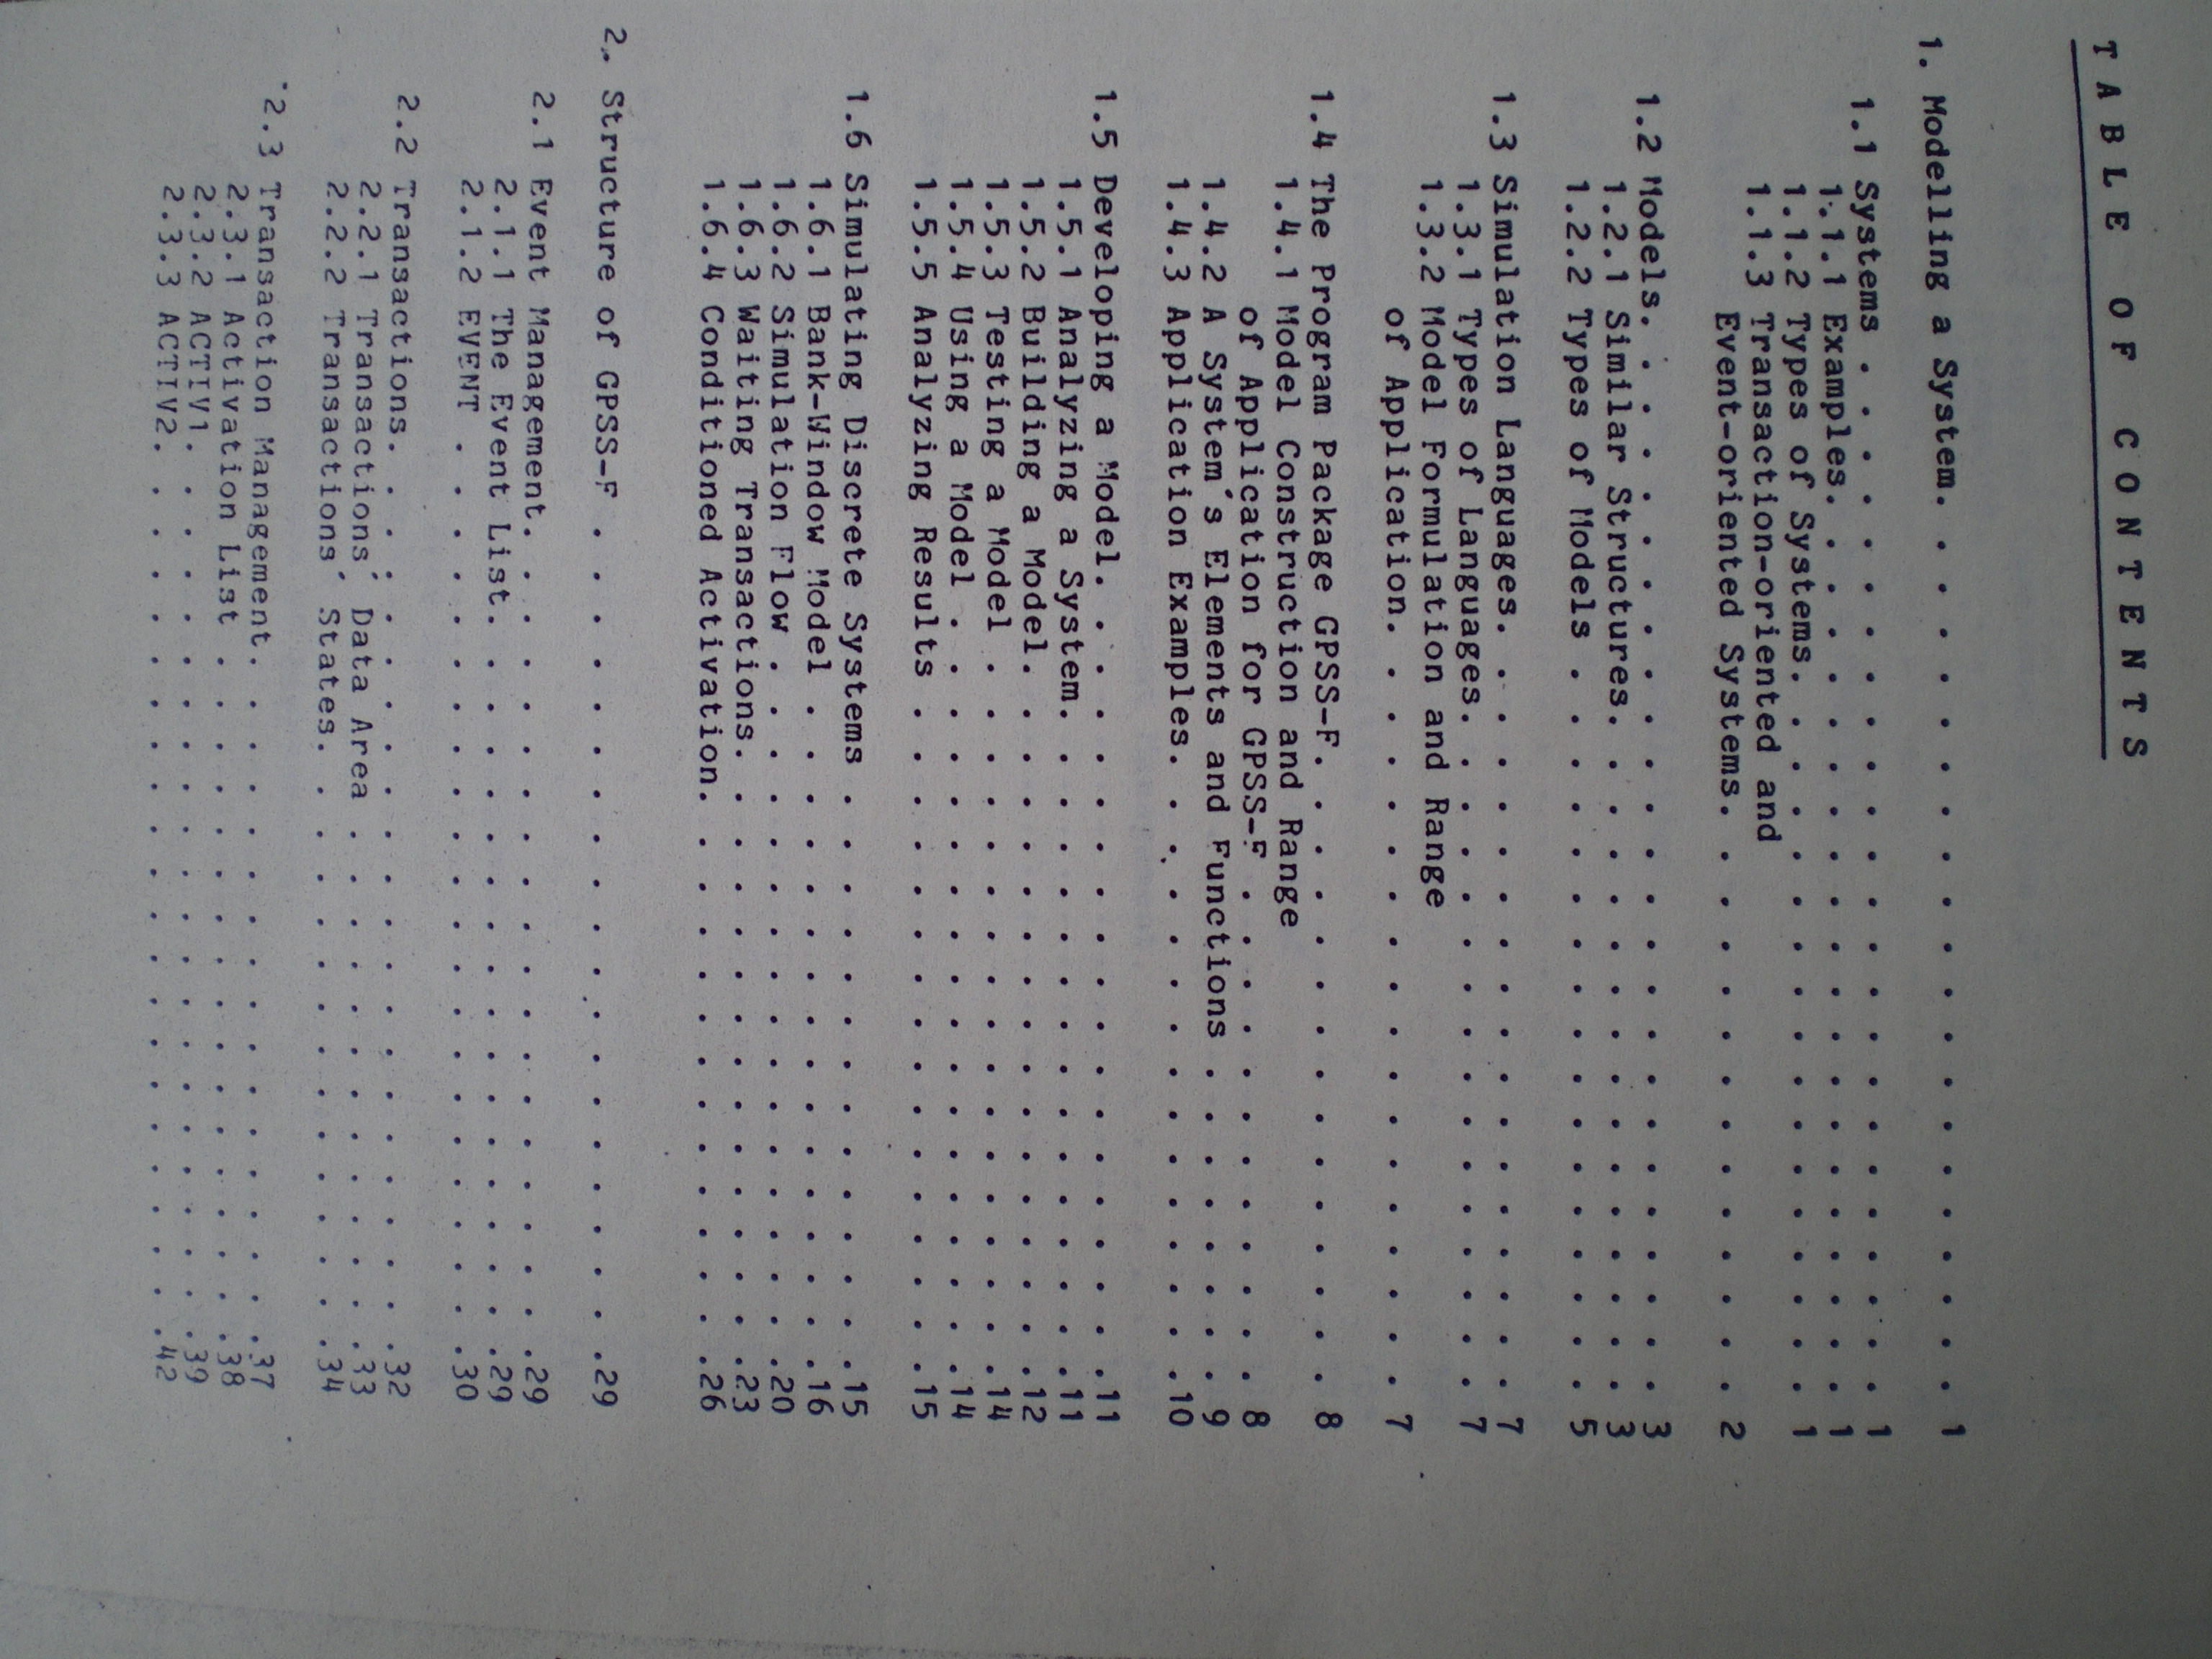 TABLE OF CONTENTS
1. Modelling a System. . . . . . . . . . . . . . . . . . . . . 1
1.1 Systems . . . . . . . . . . . . . . . . . . . . . . . . . 1
1.1.1 Examples. . . . . . . . . . . . . . . . . . . . . . 1
1.1.2 Types of Systems. . . . . . . . . . . . . . . . . . 1
1.1.3 Transaction-oriented and
Event-oriented Systems. . . . . . . . . . . . . . . 2
1.2 Models. . . . . . . . . . . . . . . . . . . . . . . . . . 3
1.2.1 Similar Structures. . . . . . . . . . . . . . . . . 3
1.2.2 Types of Models . . . . . . . . . . . . . . . . . . 5
1.3 Simulation Languages. . . . . . . . . . . . . . . . . . . 7
1.3.1 Types of Languages. . . . . . . . . . . . . . . . . 7
1.3.2 Model Formulation and Range
of Application. . . . . . . . . . . . . . . . . . . 7
1.4 The Program Package GPSS-F. . . . . . . . . . . . . . . . 8
1.4.1 Model Construction and Range
of Application for GPSS-F . . . . . . . . . . . . . 8
1.4.2 A System's Elements and Functions . . . . . . . . . 9
1.4.3 Application Examples. . . . . . . . . . . . . . . .10
1.5 Developing a Model. . . . . . . . . . . . . . . . . . . .11
1.5.1 Analyzing a System. . . . . . . . . . . . . . . . .11
1.5.2 Building a Model. . . . . . . . . . . . . . . . . .12
1.5.3 Testing a Model . . . . . . . . . . . . . . . . . .14
1.5.4 Using a Model . . . . . . . . . . . . . . . . . . .14
1.5.5 Analyzing Results . . . . . . . . . . . . . . . . .15
1.6 Simulating Discrete Systems . . . . . . . . . . . . . . .15
1.6.1 Bank-Window Model . . . . . . . . . . . . . . . . .16
1.6.2 Simulation Flow . . . . . . . . . . . . . . . . . .20
1.6.3 Waiting Transactions. . . . . . . . . . . . . . . .23
1.6.4 Conditioned Activation. . . . . . . . . . . . . . .26
2. Structure of GPSS-F . . . . . . . . . . . . . . . . . . . .29
2.1 Event Management. . . . . . . . . . . . . . . . . . . . .29
2.1.1 The Event List. . . . . . . . . . . . . . . . . . .29
2.1.2 EVENT . . . . . . . . . . . . . . . . . . . . . . .30
2.2 Transactions. . . . . . . . . . . . . . . . . . . . . . .32
2.2.1 Transactions' Data Area . . . . . . . . . . . . . .33
2.2.2 Transactions' States. . . . . . . . . . . . . . . .34
2.3 Transaction Management. . . . . . . . . . . . . . . . . .37
2.3.1 Activation List . . . . . . . . . . . . . . . . . .38
2.3.2 ACTIV1. . . . . . . . . . . . . . . . . . . . . . .39
2.3.3 ACTIV2. . . . . . . . . . . . . . . . . . . . . . .42